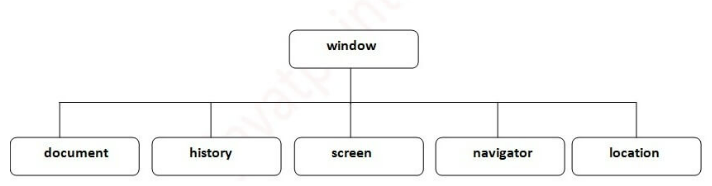 window
document
history
screen
navigator
location